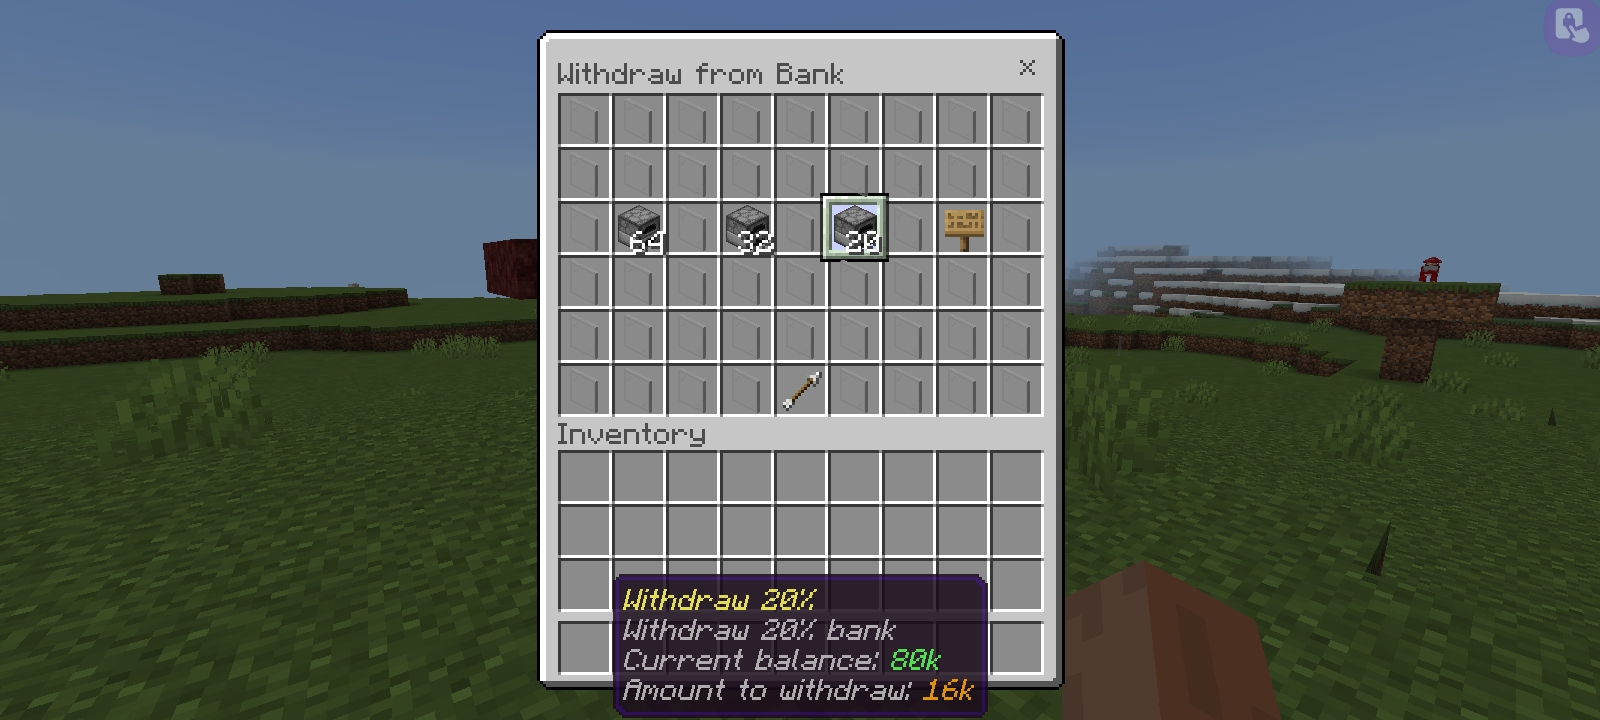 Withdraw from Bank
64
32
20
Inventory
Withdraw 20%
Withdraw 20% bank
Current balance: 80k
Amount to withdraw: 16k